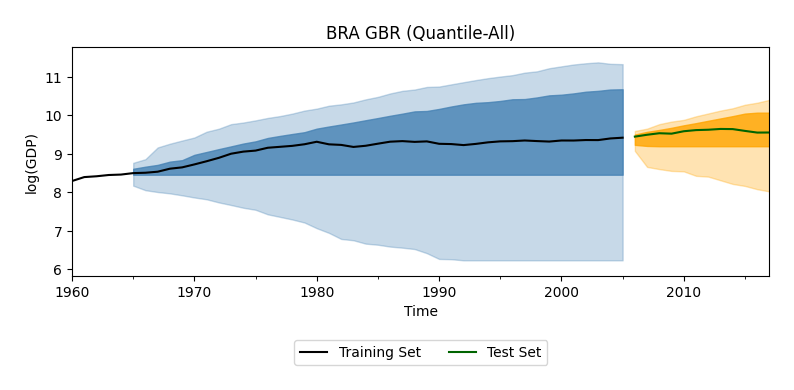 BRA GBR (Quantile-All)
log(GDP)
11
10
9
8
7
6
1960
1970
1980
1990
2000
2010
Time
Training Set
Test Set